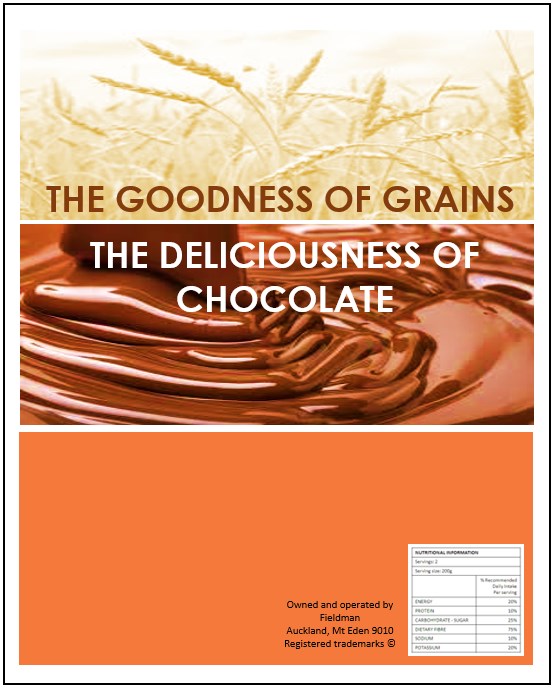 THE GOODNESS OF GRAINS
THE DELICIOUSNESS OF
CHOCOLATE
Owned and operated by
Fieldman
Auckland, Mt Eden 9010
Registered trademarks ©
NUTRITIONAL INFORMATION
Servings: 2
Serving size: 200g
% Recommended
Daily Intake
Per serving
ENERGY 20%
PROTEIN 10%
CARBOHYDRATE - SUGAR 25%
DIETARY FIBRE 75%
SODIUM 10%
POTASSIUM 20%